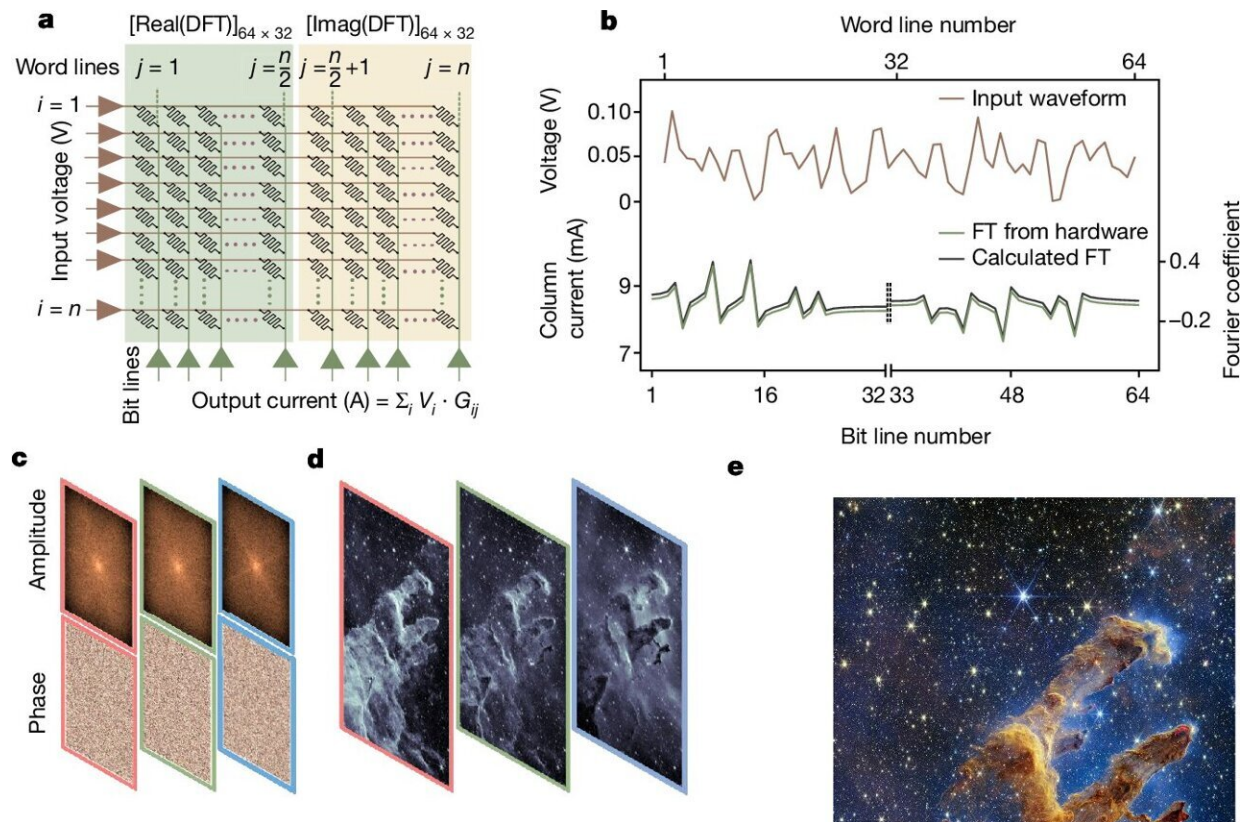 a
[Real(DFT)]64 × 32 [Imag(DFT)]64 × 32
Word lines j = 1 j = n/2 j = n/2 +1 j = n
i = 1
Input voltage (V)
i = n
Bit lines
Output current (A) = Σi Vi · Gij
b
Word line number
1 32 64
Voltage (V)
0.10
0.05
0
Input waveform
Column current (mA)
9
7
FT from hardware
Calculated FT
0.4
−0.2
Fourier coefficient
1 16 32 33 48 64
Bit line number
c
Amplitude
Phase
d
e